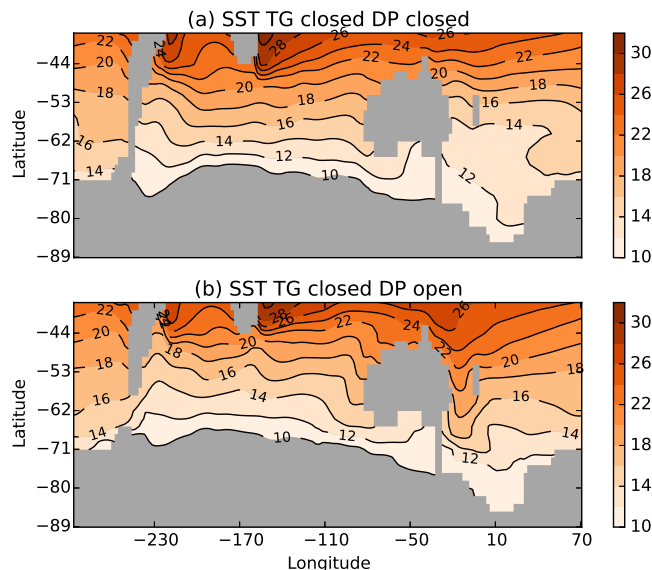 (a) SST TG closed DP closed
22 24 28 26 24 22
-44 20 20 20
-53 18 18 16
Latitude
-62 16 16 14 14
-71 14 12 10 12
-80
-89
30
26
22
18
14
10
(b) SST TG closed DP open
22 22 28 26 22 24 26
-44 20 18 20 22 20
-53 18 16 18
Latitude
-62 16 14 16
-71 14 10 12 12 14
-80
-89
30
26
22
18
14
10
-230 -170 -110 -50 10 70
Longitude